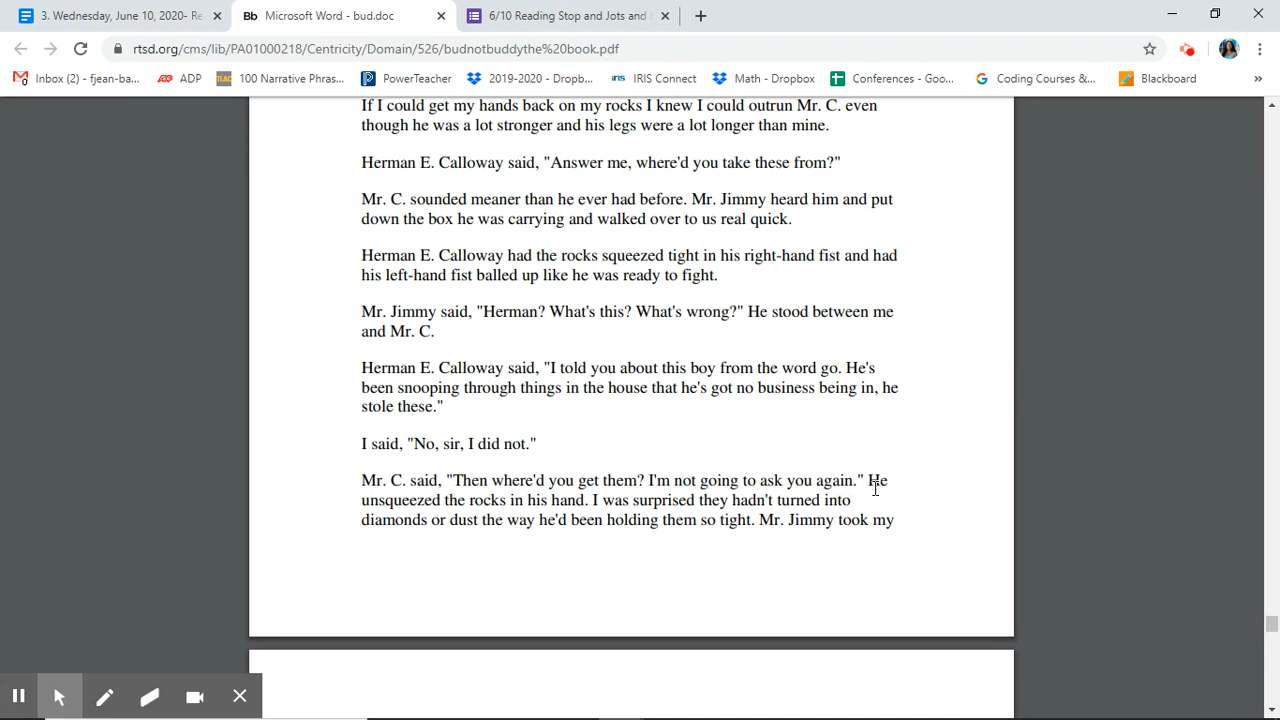 3. Wednesday, June 10, 2020- Ra
Bb Microsoft Word - bud.doc
6/10 Reading Stop and Jots and
rtsd.org/cms/lib/PA01000218/Centricity/Domain/526/budnotbuddythe%20book.pdf
Inbox (2) - fjean-ba...
ADP
100 Narrative Phras...
PowerTeacher
2019-2020 - Dropb...
IRIS Connect
Math - Dropbox
Conferences - Goo...
Coding Courses &...
Blackboard
»
If I could get my hands back on my rocks I knew I could outrun Mr. C. even
though he was a lot stronger and his legs were a lot longer than mine.
Herman E. Calloway said, "Answer me, where'd you take these from?"
Mr. C. sounded meaner than he ever had before. Mr. Jimmy heard him and put
down the box he was carrying and walked over to us real quick.
Herman E. Calloway had the rocks squeezed tight in his right-hand fist and had
his left-hand fist balled up like he was ready to fight.
Mr. Jimmy said, "Herman? What's this? What's wrong?" He stood between me
and Mr. C.
Herman E. Calloway said, "I told you about this boy from the word go. He's
been snooping through things in the house that he's got no business being in, he
stole these."
I said, "No, sir, I did not."
Mr. C. said, "Then where'd you get them? I'm not going to ask you again." He
unsqueezed the rocks in his hand. I was surprised they hadn't turned into
diamonds or dust the way he'd been holding them so tight. Mr. Jimmy took my